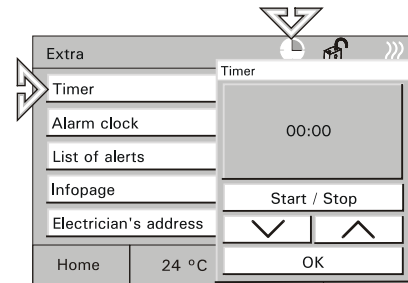 Extra
Timer
Alarm clock
List of alerts
Infopage
Electrician's address
Home
24 °C
Timer
00:00
Start / Stop
OK